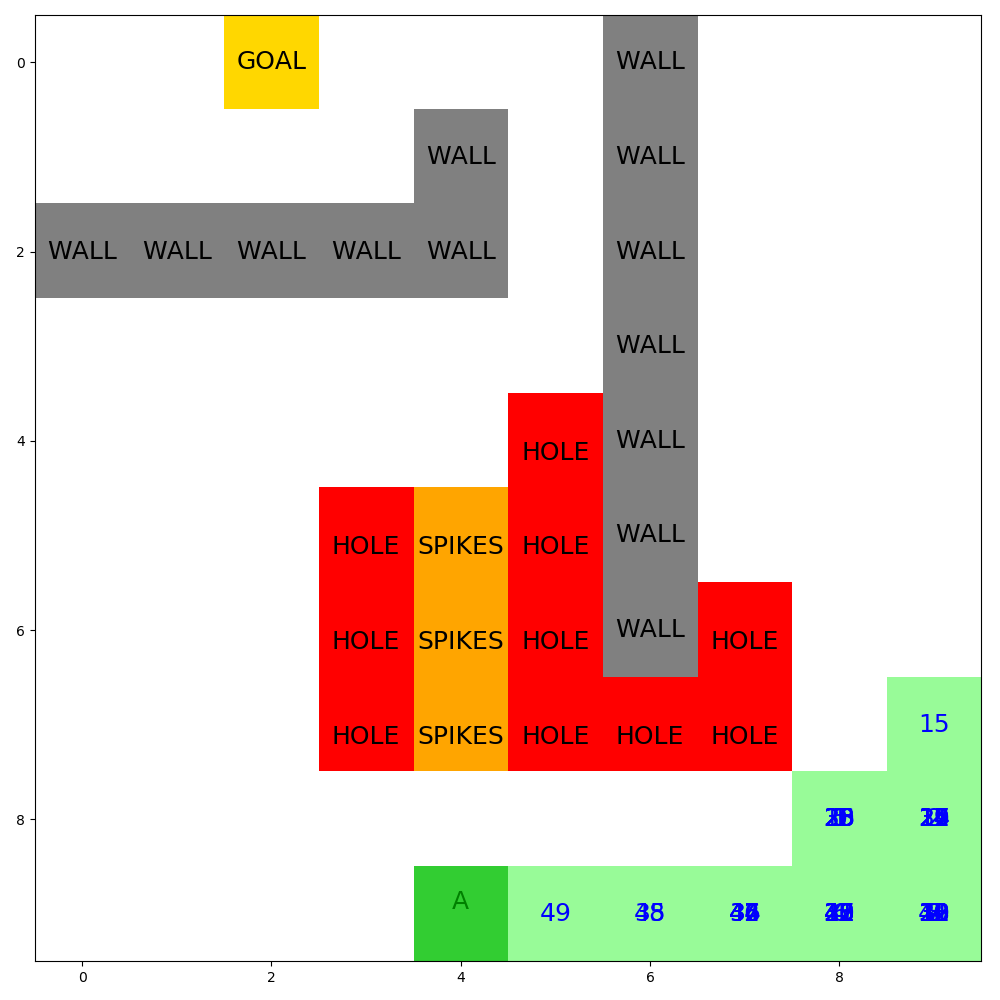 0 GOAL WALL
WALL WALL
2 WALL WALL WALL WALL WALL WALL
WALL
4 HOLE WALL
HOLE SPIKES HOLE WALL
6 HOLE SPIKES HOLE WALL HOLE
HOLE SPIKES HOLE HOLE HOLE 15
8
A
49
0 2 4 6 8